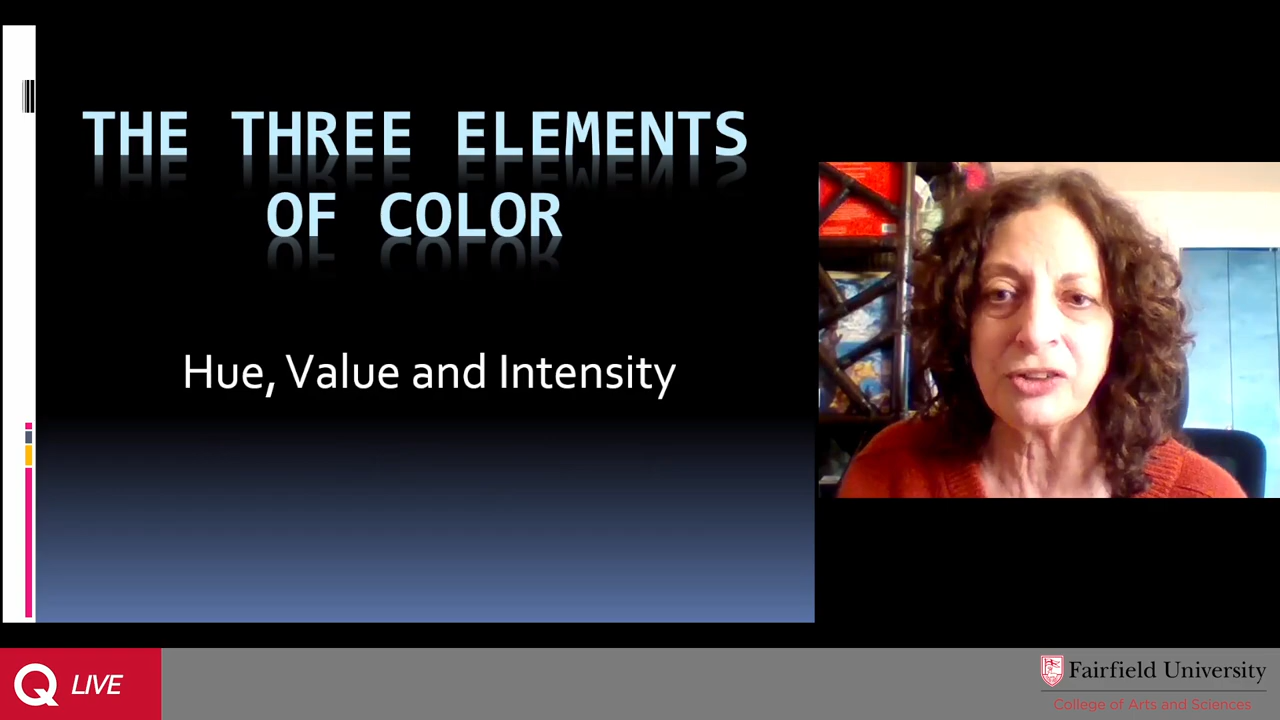 THE THREE ELEMENTS
OF COLOR
Hue, Value and Intensity
Q LIVE
Fairfield University
College of Arts and Sciences